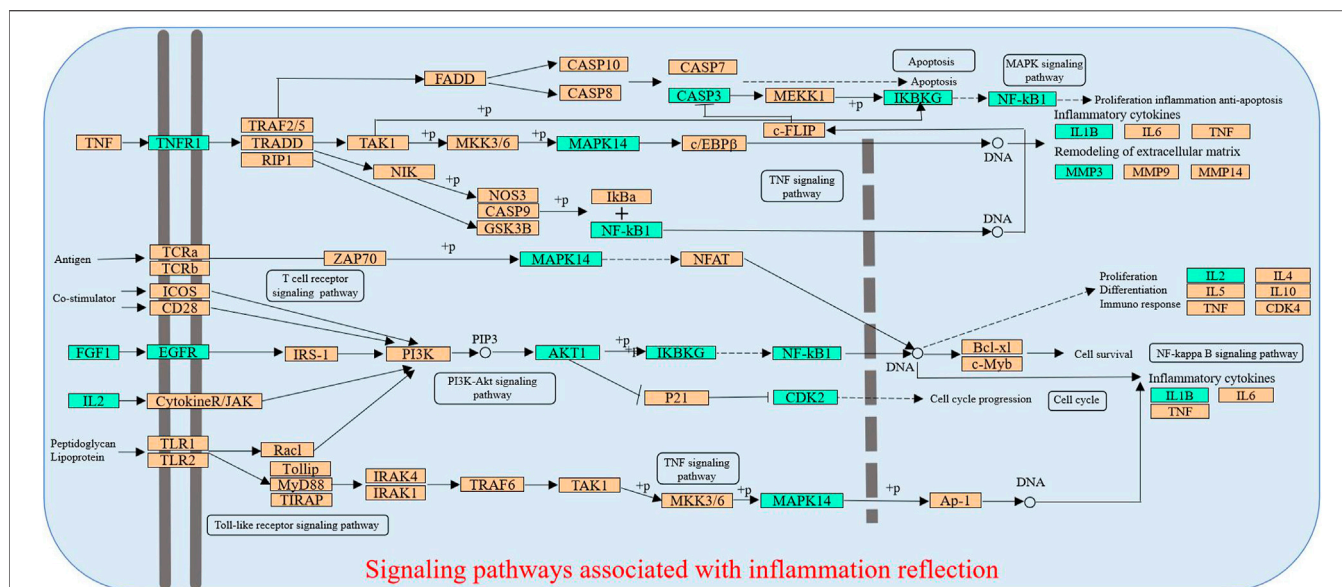 Apoptosis
MAPK signaling
pathway
FADD
CASP10
CASP8
CASP7
Apoptosis
CASP3
MEKK1
+p
IKBKG
NF-kB1
Proliferation inflammation anti-apoptosis
Inflammatory cytokines
IL1B
IL6
TNF
Remodeling of extracellular matrix
MMP3
MMP9
MMP14
TNF
TNFR1
TRAF2/5
TRADD
RIP1
+p
TAK1
+p
MKK3/6
+p
MAPK14
c/EBPβ
c-FLIP
DNA
NIK
+p
NOS3
CASP9
GSK3B
+p
IkBa
+
NF-kB1
TNF signaling
pathway
DNA
Antigen
TCRa
TCRb
ZAP70
+p
MAPK14
NFAT
T cell receptor
signaling pathway
Co-stimulator
ICOS
CD28
Proliferation
Differentiation
Immuno response
IL2
IL4
IL5
IL10
TNF
CDK4
FGF1
EGFR
IRS-1
PI3K
PIP3
AKT1
+p
+p
IKBKG
NF-kB1
DNA
Bcl-xl
c-Myb
Cell survival
NF-kappa B signaling pathway
PI3K-Akt signaling
pathway
IL2
CytokineR/JAK
P21
CDK2
Cell cycle progression
Cell cycle
Inflammatory cytokines
IL1B
IL6
TNF
Peptidoglycan
Lipoprotein
TLR1
TLR2
Racl
Tollip
MyD88
TIRAP
IRAK4
IRAK1
TRAF6
TAK1
+p
MKK3/6
+p
MAPK14
+p
Ap-1
DNA
TNF signaling
pathway
Toll-like receptor signaling pathway
Signaling pathways associated with inflammation reflection